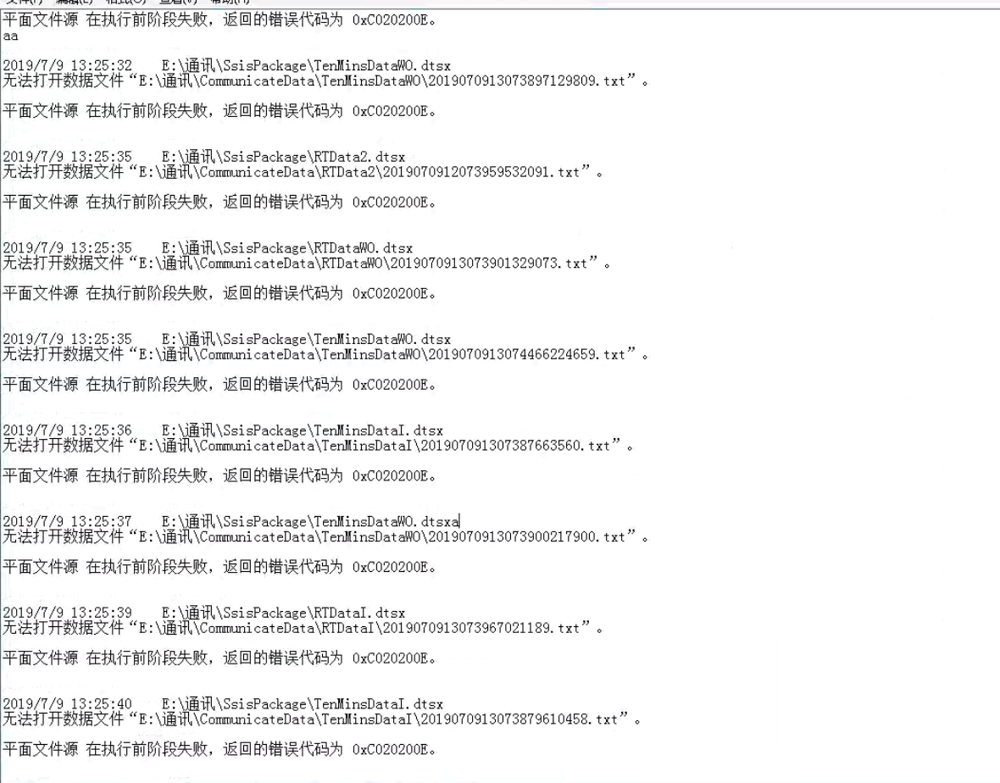 文件(F) 编辑(E) 格式(O) 查看(V) 帮助(H)
平面文件源 在执行前阶段失败，返回的错误代码为 0xC020200E。
aa
2019/7/9 13:25:32 E:\通讯\SsisPackage\TenMinsDataWO.dtsx
无法打开数据文件“E:\通讯\CommunicateData\TenMinsDataWO\2019070913073897129809.txt”。
平面文件源 在执行前阶段失败，返回的错误代码为 0xC020200E。
2019/7/9 13:25:35 E:\通讯\SsisPackage\RTData2.dtsx
无法打开数据文件“E:\通讯\CommunicateData\RTData2\2019070912073959532091.txt”。
平面文件源 在执行前阶段失败，返回的错误代码为 0xC020200E。
2019/7/9 13:25:35 E:\通讯\SsisPackage\RTDataWO.dtsx
无法打开数据文件“E:\通讯\CommunicateData\RTDataWO\2019070913073901329073.txt”。
平面文件源 在执行前阶段失败，返回的错误代码为 0xC020200E。
2019/7/9 13:25:35 E:\通讯\SsisPackage\TenMinsDataWO.dtsx
无法打开数据文件“E:\通讯\CommunicateData\TenMinsDataWO\2019070913074466224659.txt”。
平面文件源 在执行前阶段失败，返回的错误代码为 0xC020200E。
2019/7/9 13:25:36 E:\通讯\SsisPackage\TenMinsDataI.dtsx
无法打开数据文件“E:\通讯\CommunicateData\TenMinsDataI\201907091307387663560.txt”。
平面文件源 在执行前阶段失败，返回的错误代码为 0xC020200E。
2019/7/9 13:25:37 E:\通讯\SsisPackage\TenMinsDataWO.dtsxa
无法打开数据文件“E:\通讯\CommunicateData\TenMinsDataWO\2019070913073900217900.txt”。
平面文件源 在执行前阶段失败，返回的错误代码为 0xC020200E。
2019/7/9 13:25:39 E:\通讯\SsisPackage\RTDataI.dtsx
无法打开数据文件“E:\通讯\CommunicateData\RTDataI\2019070913073967021189.txt”。
平面文件源 在执行前阶段失败，返回的错误代码为 0xC020200E。
2019/7/9 13:25:40 E:\通讯\SsisPackage\TenMinsDataI.dtsx
无法打开数据文件“E:\通讯\CommunicateData\TenMinsDataI\2019070913073879610458.txt”。
平面文件源 在执行前阶段失败，返回的错误代码为 0xC020200E。